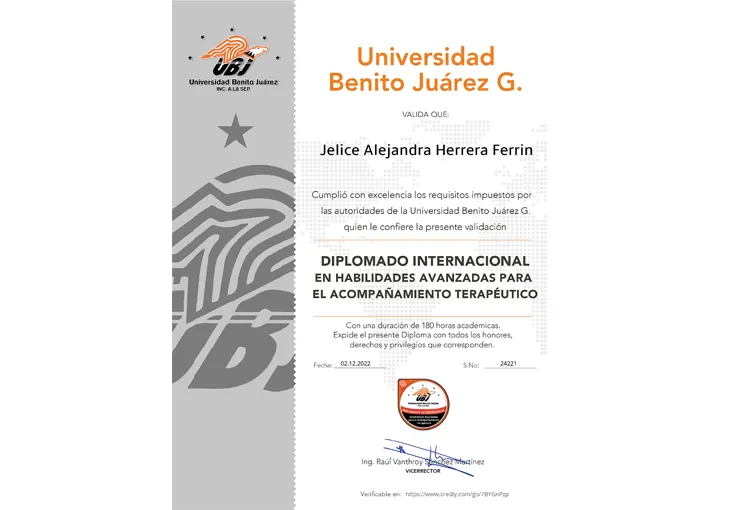 UBJ
Universidad Benito Juárez
INC. A LA SEP.
Universidad
Benito Juárez G.
VALIDA QUE:
Jelice Alejandra Herrera Ferrin
Cumplió con excelencia los requisitos impuestos por
las autoridades de la Universidad Benito Juárez G.
quien le confiere la presente validación
DIPLOMADO INTERNACIONAL
EN HABILIDADES AVANZADAS PARA
EL ACOMPAÑAMIENTO TERAPÉUTICO
Con una duración de 180 horas académicas.
Expide el presente Diploma con todos los honores,
derechos y privilegios que corresponden.
Fecha: 02.12.2022 S.No: 24221
UBJ
Ing. Raúl Vanthroy Sánchez Martínez
VICERRECTOR
Verificable en: https://www.credly.com/go/7BYGnPzp